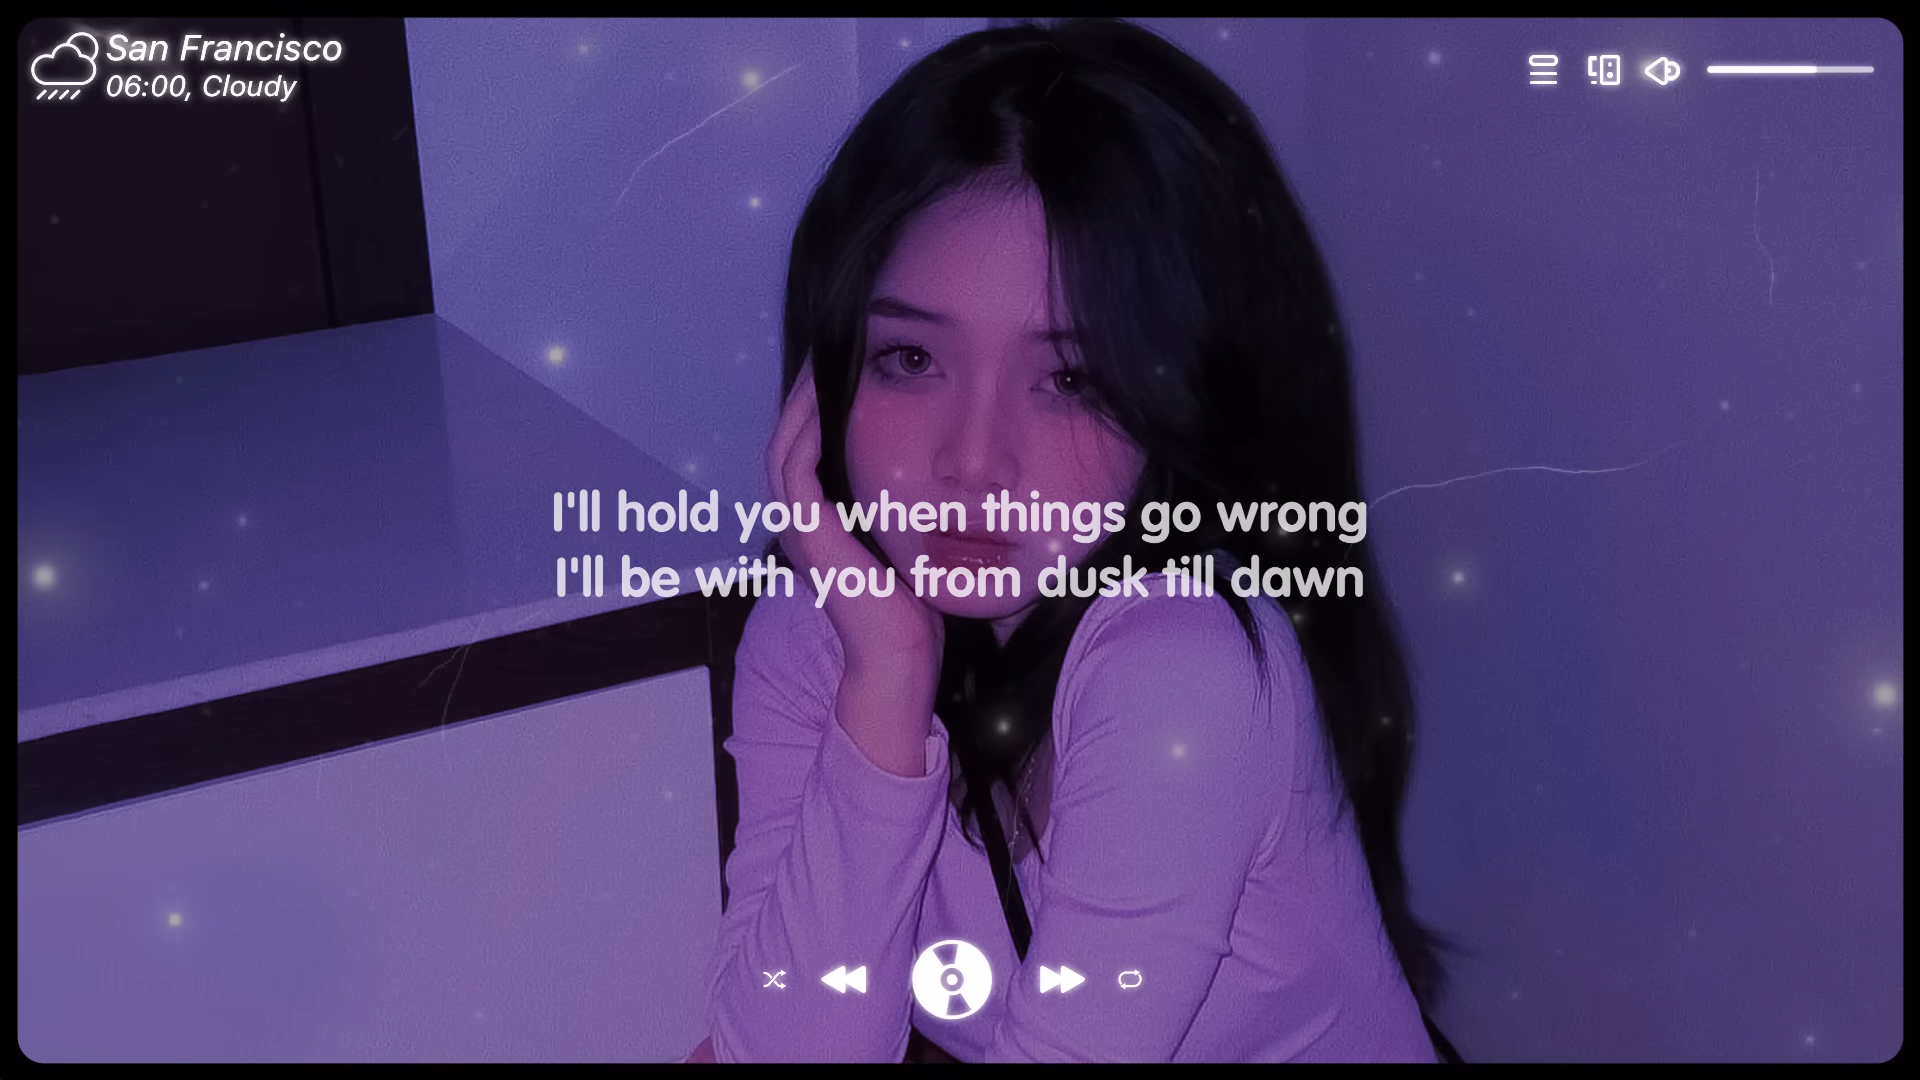 San Francisco
06:00, Cloudy
I'll hold you when things go wrong
I'll be with you from dusk till dawn